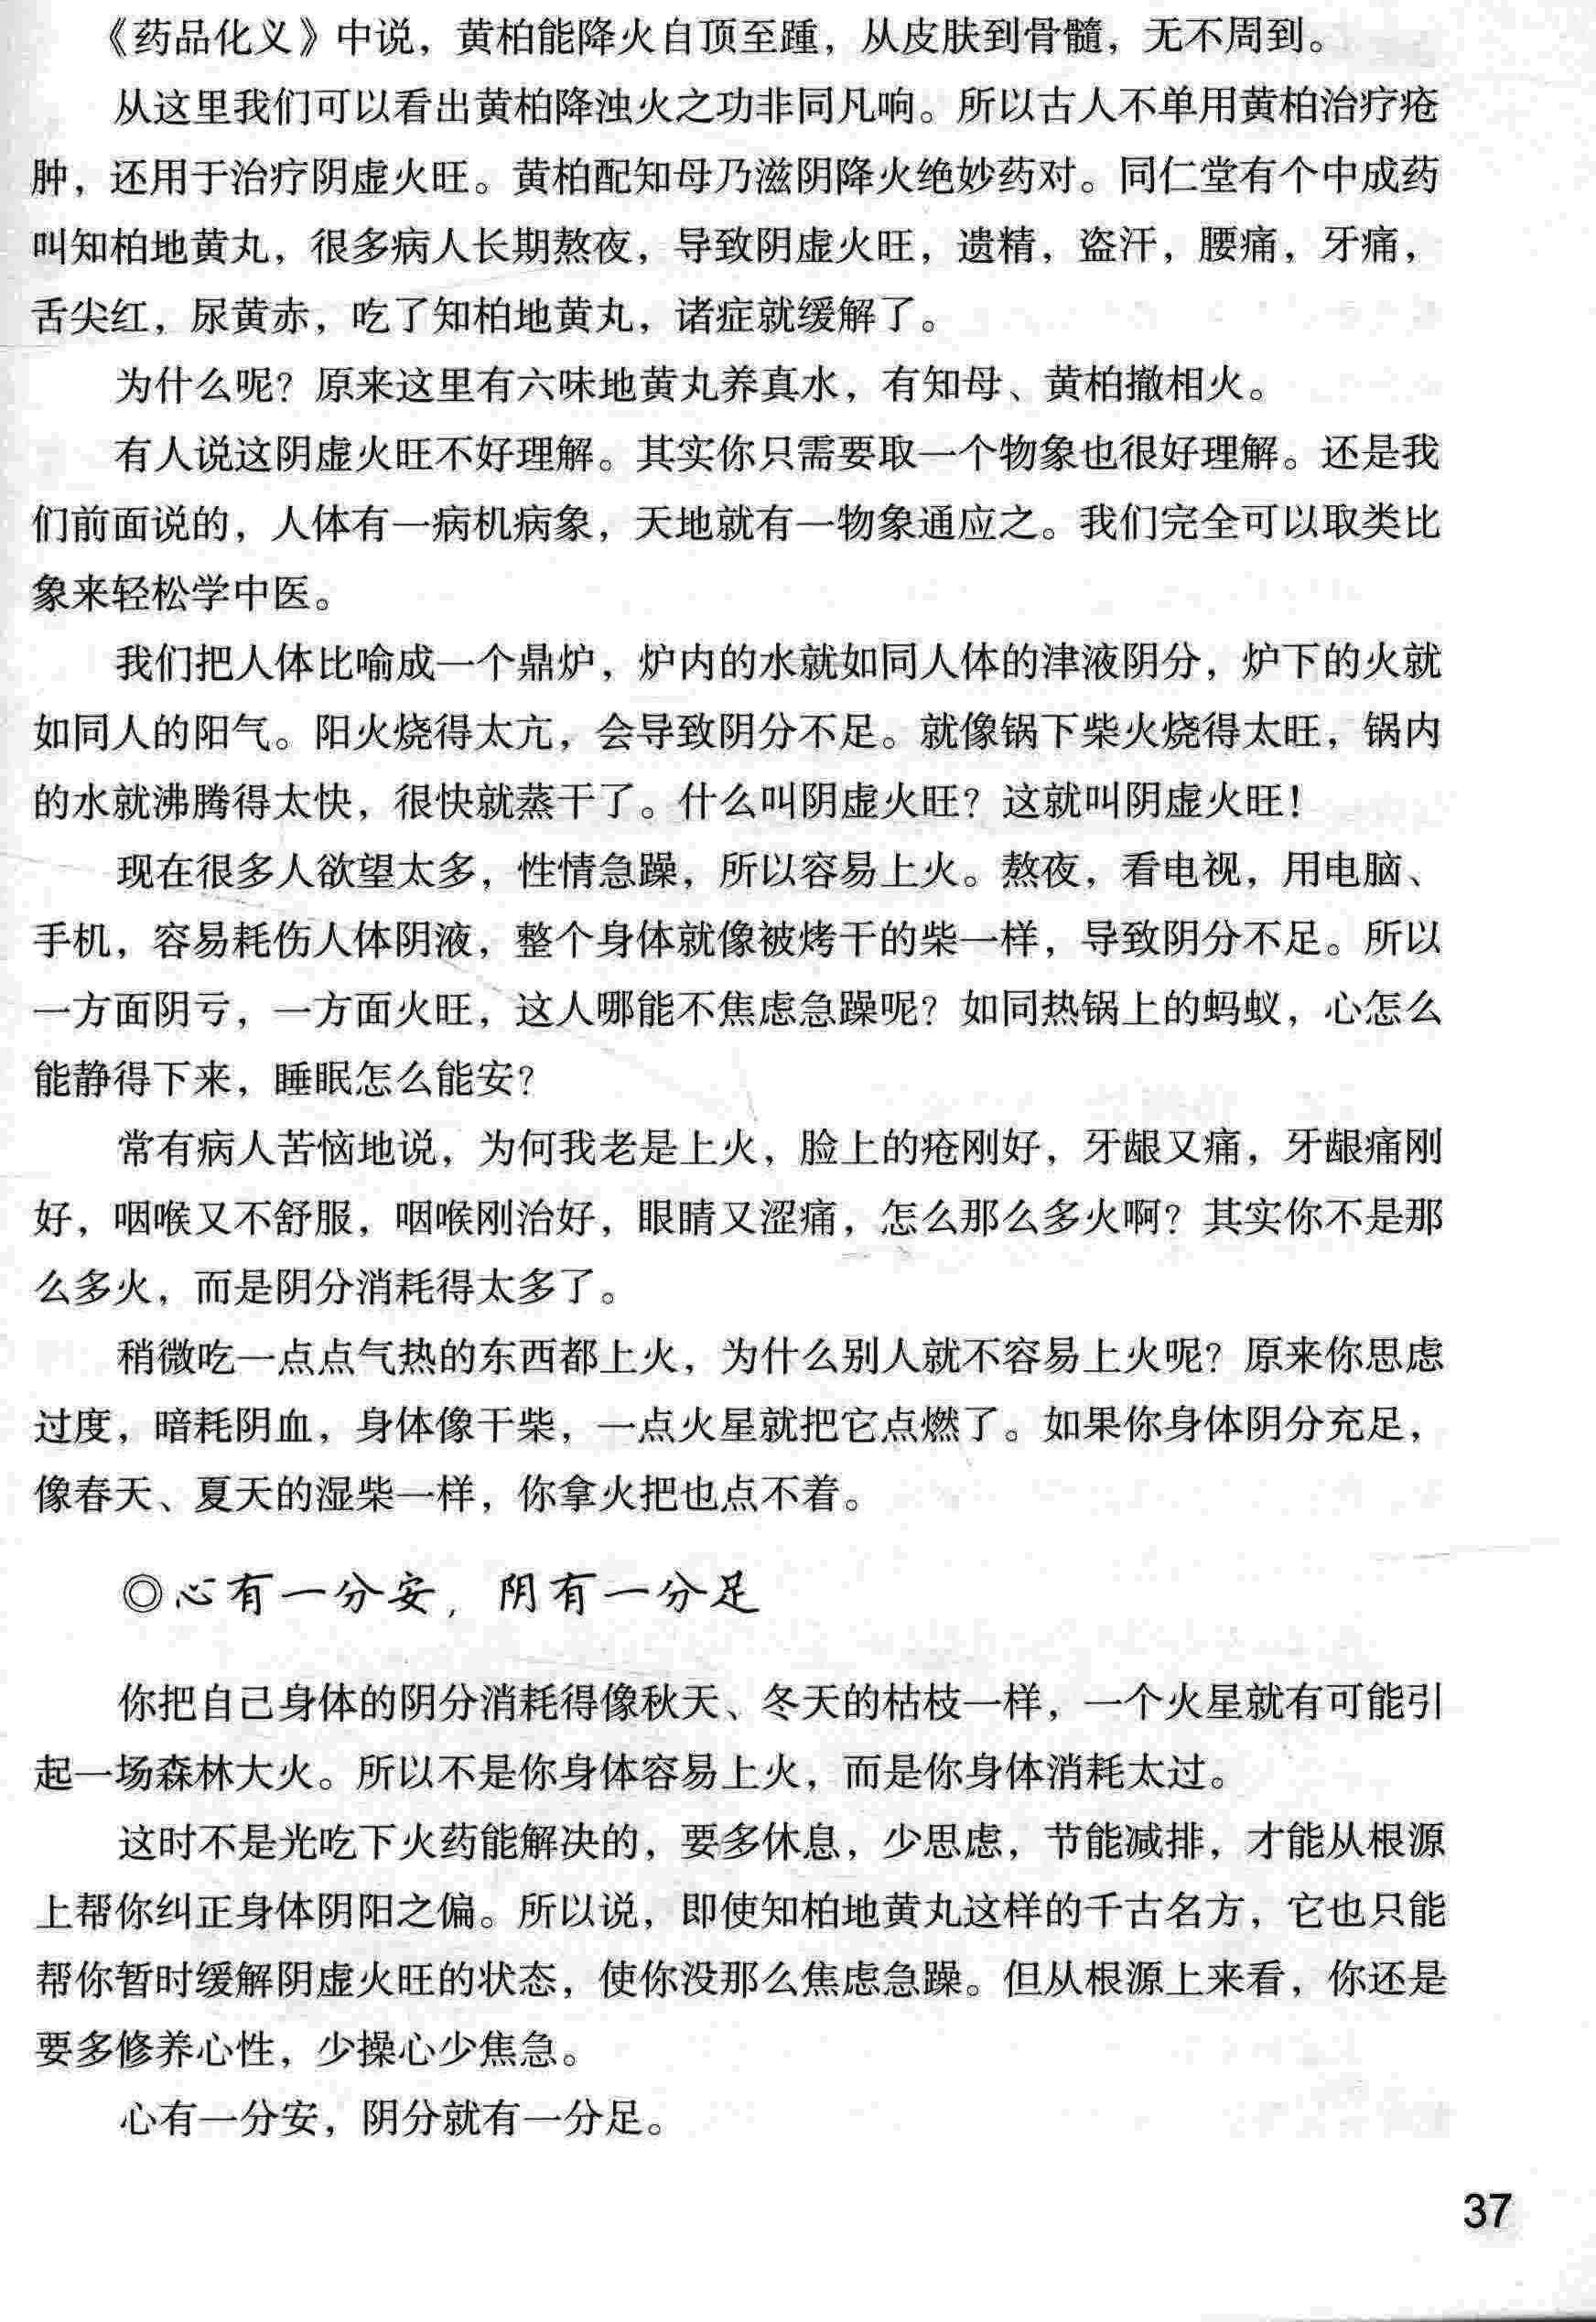 《药品化义》中说，黄柏能降火自顶至踵，从皮肤到骨髓，无不周到。
从这里我们可以看出黄柏降浊火之功非同凡响。所以古人不单用黄柏治疗疮
肿，还用于治疗阴虚火旺。黄柏配知母乃滋阴降火绝妙药对。同仁堂有个中成药
叫知柏地黄丸，很多病人长期熬夜，导致阴虚火旺，遗精，盗汗，腰痛，牙痛，
舌尖红，尿黄赤，吃了知柏地黄丸，诸症就缓解了。
为什么呢？原来这里有六味地黄丸养真水，有知母、黄柏撤相火。
有人说这阴虚火旺不好理解。其实你只需要取一个物象也很好理解。还是我
们前面说的，人体有一病机病象，天地就有一物象通应之。我们完全可以取类比
象来轻松学中医。
我们把人体比喻成一个鼎炉，炉内的水就如同人体的津液阴分，炉下的火就
如同人的阳气。阳火烧得太亢，会导致阴分不足。就像锅下柴火烧得太旺，锅内
的水就沸腾得太快，很快就蒸干了。什么叫阴虚火旺？这就叫阴虚火旺！
现在很多人欲望太多，性情急躁，所以容易上火。熬夜，看电视，用电脑、
手机，容易耗伤人体阴液，整个身体就像被烤干的柴一样，导致阴分不足。所以
一方面阴亏，一方面火旺，这人哪能不焦虑急躁呢？如同热锅上的蚂蚁，心怎么
能静得下来，睡眠怎么能安？
常有病人苦恼地说，为何我老是上火，脸上的疮刚好，牙龈又痛，牙龈痛刚
好，咽喉又不舒服，咽喉刚治好，眼睛又涩痛，怎么那么多火啊？其实你不是那
么多火，而是阴分消耗得太多了。
稍微吃一点点气热的东西都上火，为什么别人就不容易上火呢？原来你思虑
过度，暗耗阴血，身体像干柴，一点火星就把它点燃了。如果你身体阴分充足，
像春天、夏天的湿柴一样，你拿火把也点不着。
◎心有一分安，阴有一分足
你把自己身体的阴分消耗得像秋天、冬天的枯枝一样，一个火星就有可能引
起一场森林大火。所以不是你身体容易上火，而是你身体消耗太过。
这时不是光吃下火药能解决的，要多休息，少思虑，节能减排，才能从根源
上帮你纠正身体阴阳之偏。所以说，即使知柏地黄丸这样的千古名方，它也只能
帮你暂时缓解阴虚火旺的状态，使你没那么焦虑急躁。但从根源上来看，你还是
要多修养心性，少操心少焦急。
心有一分安，阴分就有一分足。
37